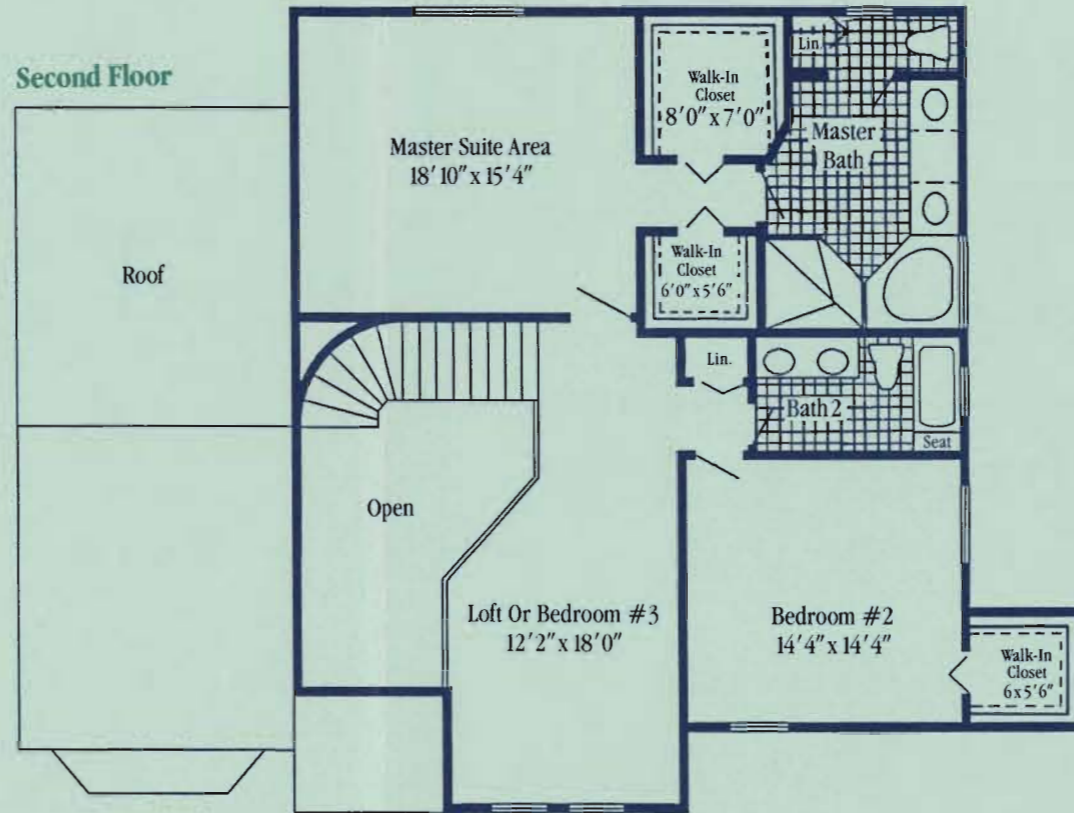 Second Floor
Roof
Master Suite Area
18'10" x 15'4"
Walk-In
Closet
8'0" x 7'0"
Lin.
Master
Bath
Walk-In
Closet
6'0" x 5'6"
Lin.
Bath 2
Seat
Open
Loft Or Bedroom #3
12'2" x 18'0"
Bedroom #2
14'4" x 14'4"
Walk-In
Closet
6 x 5'6"